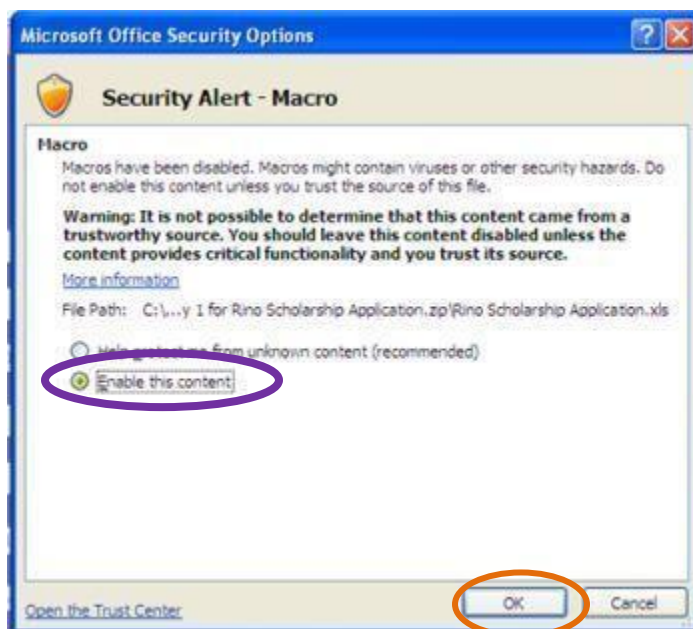 Microsoft Office Security Options
Security Alert - Macro
Macro
Macros have been disabled. Macros might contain viruses or other security hazards. Do
not enable this content unless you trust the source of this file.
Warning: It is not possible to determine that this content came from a
trustworthy source. You should leave this content disabled unless the
content provides critical functionality and you trust its source.
More information
File Path: C:\...y 1 for Rino Scholarship Application.zip\Rino Scholarship Application.xls
Help protect me from unknown content (recommended)
Enable this content
Open the Trust Center
OK
Cancel